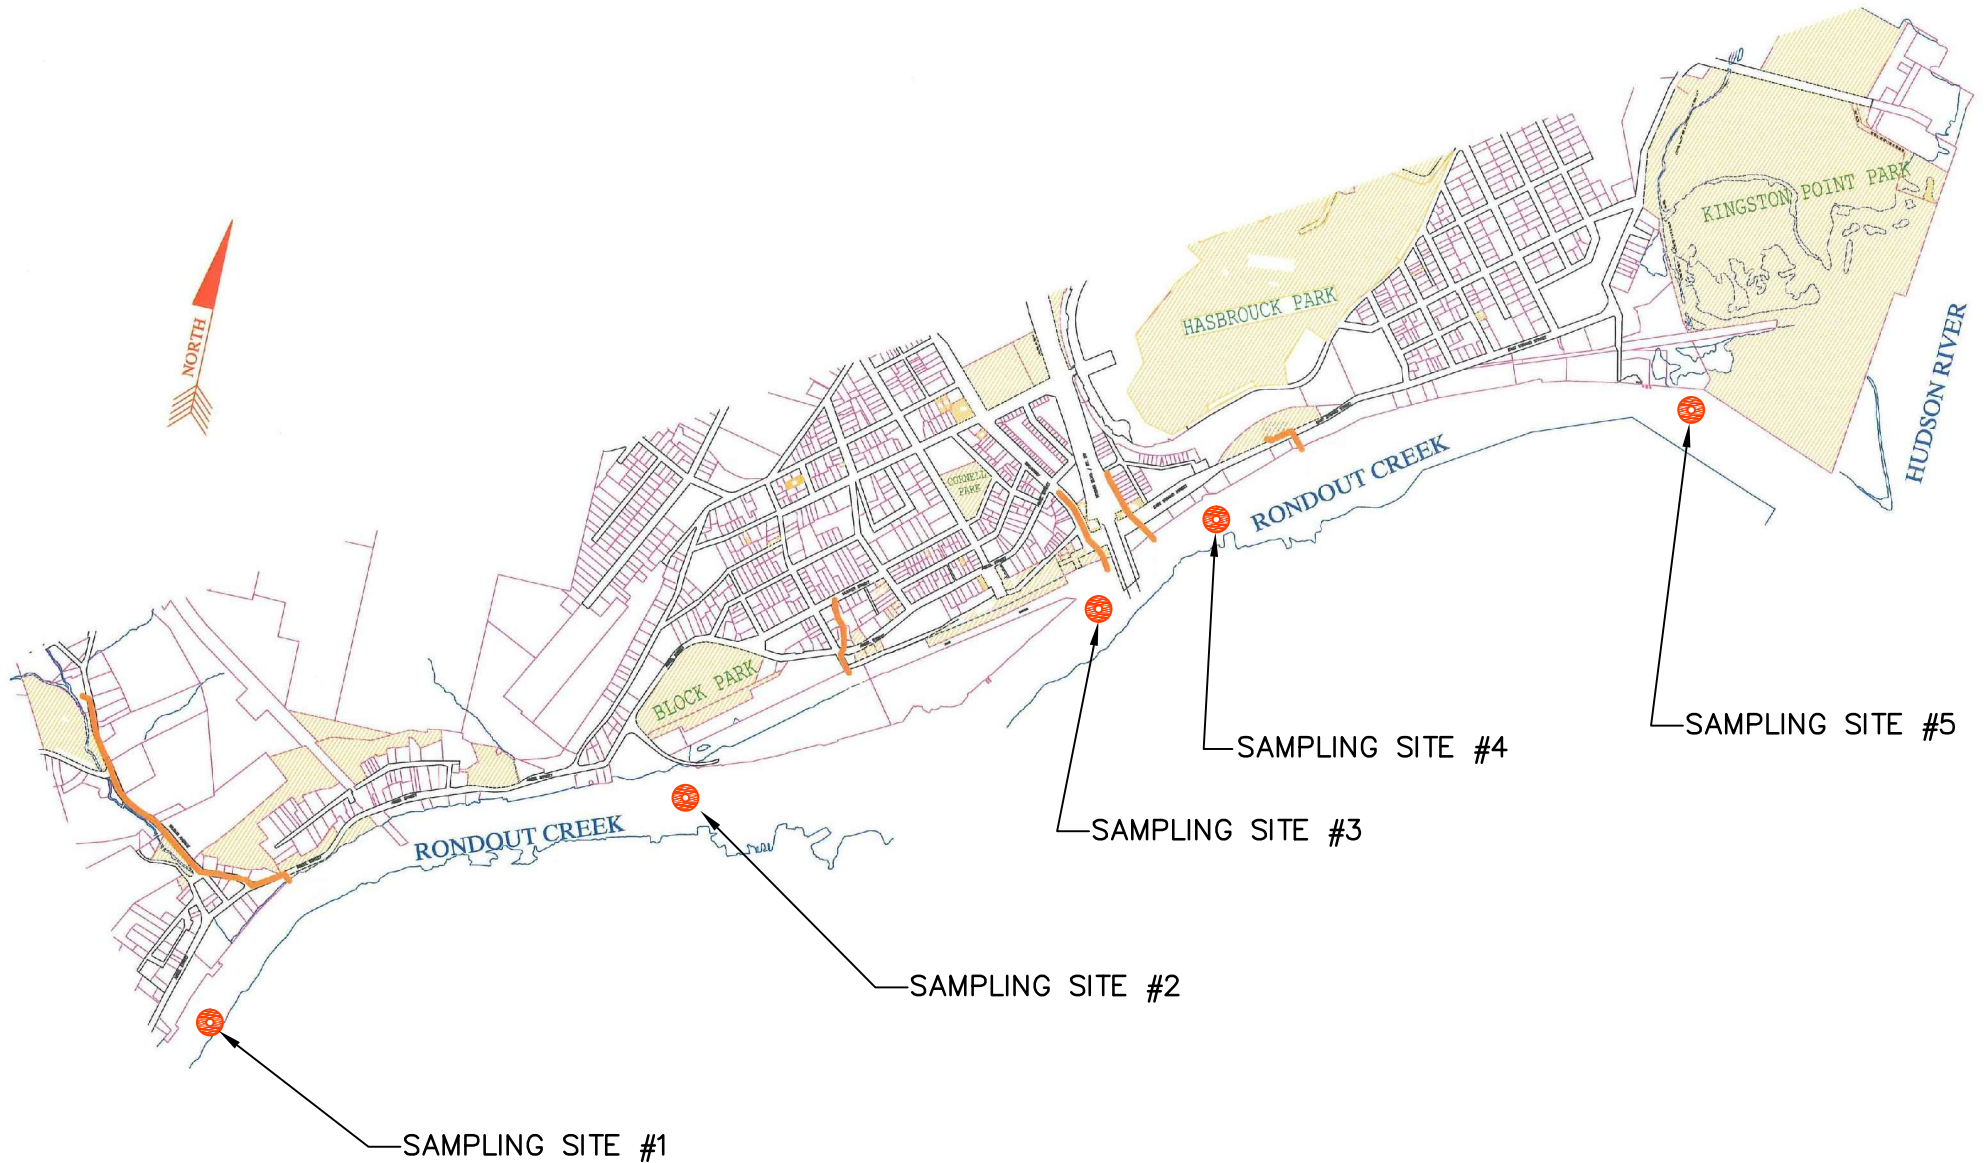 KINGSTON POINT PARK
HASBROUCK PARK
NORTH
HUDSON RIVER
CORNELL
PARK
RONDOUT CREEK
BLOCK PARK
SAMPLING SITE #5
SAMPLING SITE #4
SAMPLING SITE #3
RONDOUT CREEK
SAMPLING SITE #2
SAMPLING SITE #1